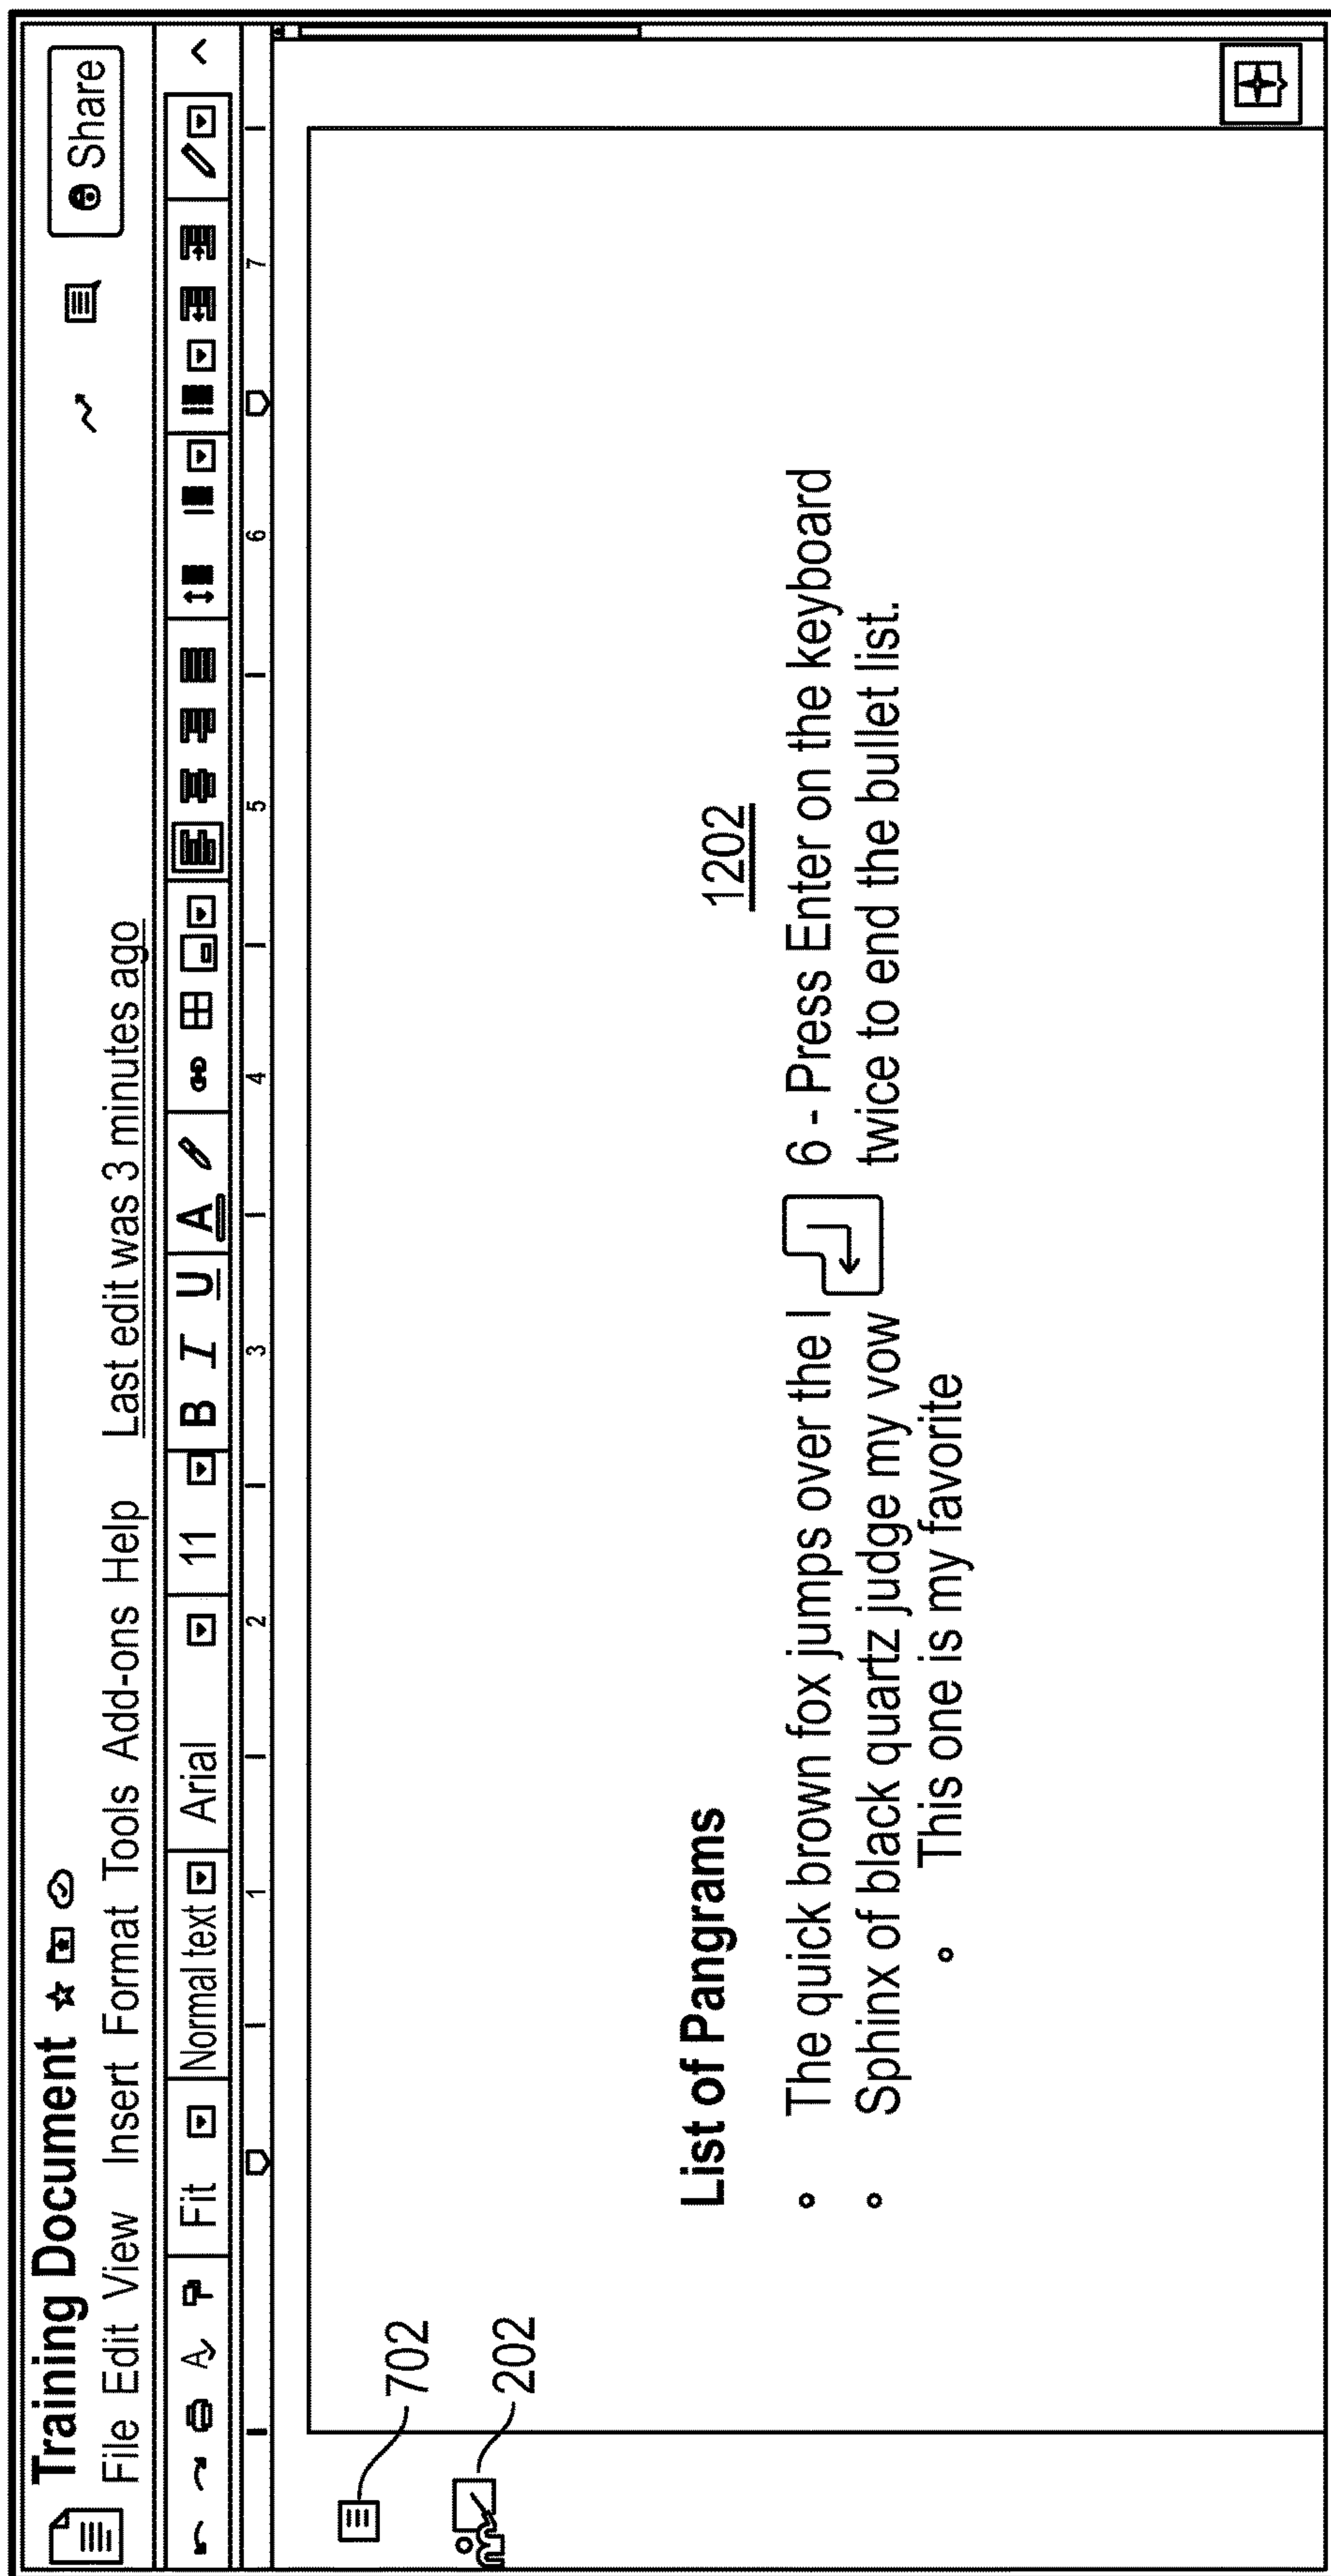 Training Document
File Edit View Insert Format Tools Add-ons Help Last edit was 3 minutes ago
Share
Fit Normal text Arial 11 B I U A
1 2 3 4 5 6 7
702
202
List of Pangrams
1202
The quick brown fox jumps over the l
Sphinx of black quartz judge my vow
This one is my favorite
6 - Press Enter on the keyboard
twice to end the bullet list.